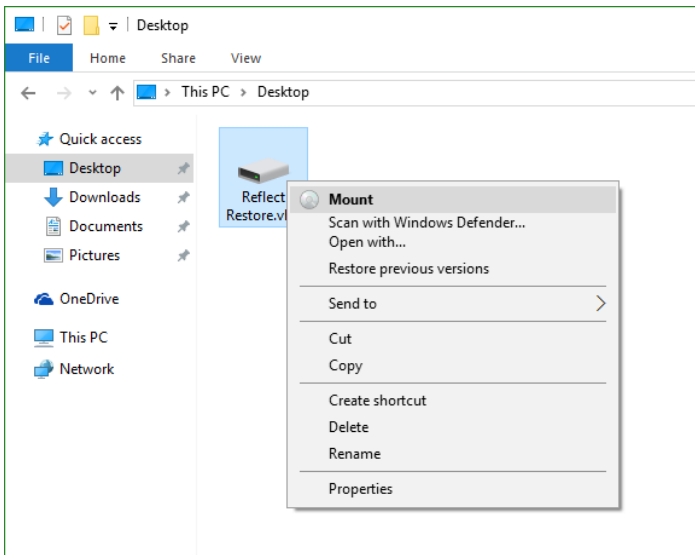 Desktop
File Home Share View
This PC Desktop
Quick access
Desktop
Downloads
Documents
Pictures
OneDrive
This PC
Network
Reflect
Mount
Scan with Windows Defender...
Open with...
Restore previous versions
Send to
Cut
Copy
Create shortcut
Delete
Rename
Properties